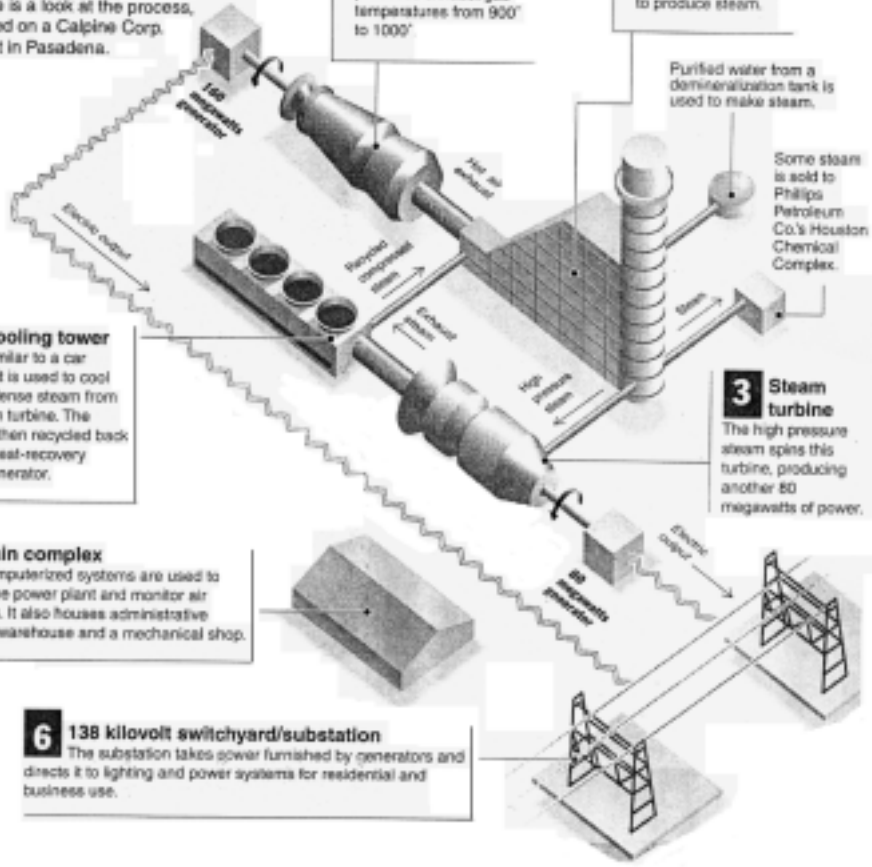 is a look at the process,
ed on a Calpine Corp.
t in Pasadena.
temperatures from 900°
to 1000°.
to produce steam.
Purified water from a
demineralization tank is
used to make steam.
160
megawatts
generator
Hot air
exhaust
Some steam
is sold to
Phillips
Petroleum
Co.'s Houston
Chemical
Complex.
Electric output
Recycled
component
steam
Exhaust
steam
Steam
High
pressure
steam
ooling tower
milar to a car
t is used to cool
ense steam from
turbine. The
then recycled back
eat-recovery
nerator.
3 Steam
turbine
The high pressure
steam spins this
turbine, producing
another 80
megawatts of power.
Electric
output
megawatts
generator
in complex
mputerized systems are used to
e power plant and monitor air
. It also houses administrative
warehouse and a mechanical shop.
6 138 kilovolt switchyard/substation
The substation takes power furnished by generators and
directs it to lighting and power systems for residential and
business use.